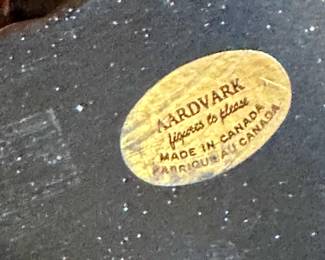 AARDVARK
figures to please
MADE IN CANADA
FABRIQUE AU CANADA